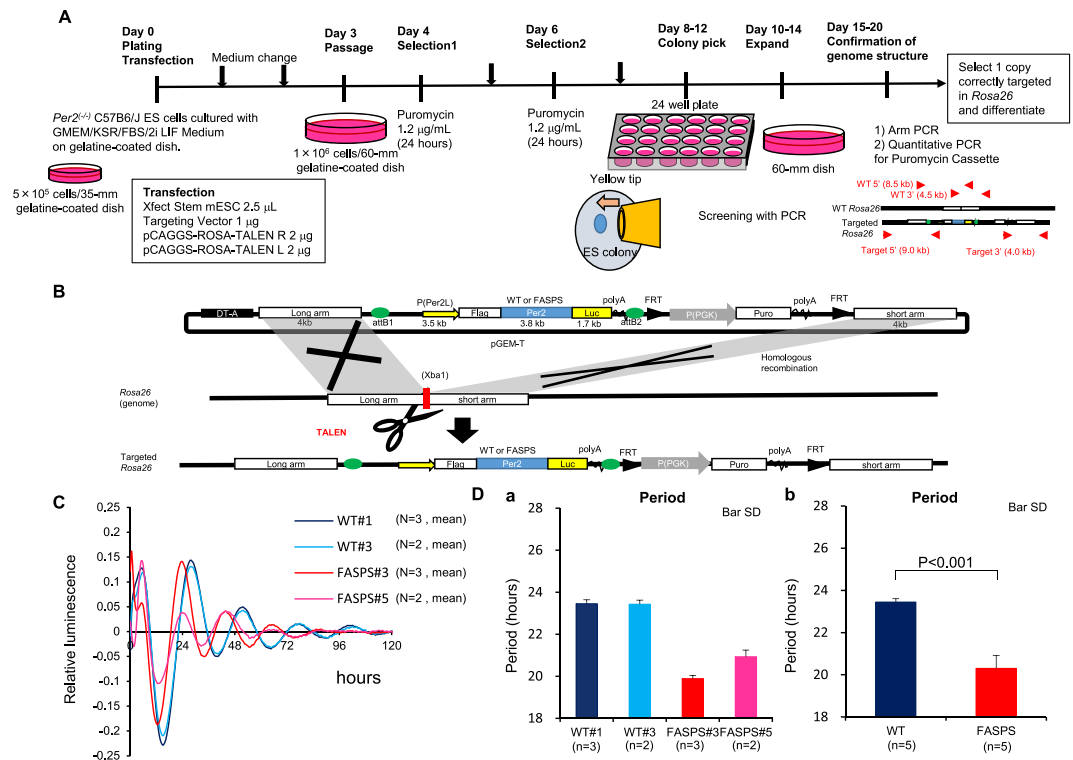 A
Day 0
Plating
Transfection
Medium change
Day 3
Passage
Day 4
Selection1
Day 6
Selection2
Day 8-12
Colony pick
Day 10-14
Expand
Day 15-20
Confirmation of
genome structure
Select 1 copy
correctly targeted
in Rosa26
and differentiate
Per2(-/-) C57B6/J ES cells cultured with
GMEM/KSR/FBS/2i LIF Medium
on gelatine-coated dish.
5×10⁵ cells/35-mm
gelatine-coated dish
Transfection
Xfect Stem mESC 2.5 μL
Targeting Vector 1 μg
pCAGGS-ROSA-TALEN R 2 μg
pCAGGS-ROSA-TALEN L 2 μg
1×10⁶ cells/60-mm
gelatine-coated dish
Puromycin
1.2 μg/mL
(24 hours)
Puromycin
1.2 μg/mL
(24 hours)
24 well plate
60-mm dish
Yellow tip
ES colony
Screening with PCR
1) Arm PCR
2) Quantitative PCR
for Puromycin Cassette
WT 5' (8.5 kb)
WT 3' (4.5 kb)
WT Rosa26
Targeted
Rosa26
Target 5' (9.0 kb)
Target 3' (4.0 kb)
B
DT-A
Long arm
4kb
attB1
P(Per2L)
3.5 kb
Flag
WT or FASPS
Per2
3.8 kb
Luc
1.7 kb
polyA
attB2
FRT
P(PGK)
Puro
polyA
FRT
short arm
4kb
pGEM-T
Homologous
recombination
(Xba1)
Rosa26
(genome)
Long arm
short arm
TALEN
Targeted
Rosa26
Long arm
Flag
WT or FASPS
Per2
Luc
polyA
FRT
P(PGK)
Puro
polyA
FRT
short arm
C
Relative luminescence
0.25
0.2
0.15
0.1
0.05
0
-0.05
-0.1
-0.15
-0.2
-0.25
0
24
48
72
96
120
hours
WT#1 (N=3 , mean)
WT#3 (N=2 , mean)
FASPS#3 (N=3 , mean)
FASPS#5 (N=2 , mean)
D
a
Period
Bar SD
Period (hours)
28
26
24
22
20
18
WT#1
(n=3)
WT#3
(n=2)
FASPS#3
(n=3)
FASPS#5
(n=2)
b
Period
Bar SD
P<0.001
Period (hours)
28
26
24
22
20
18
WT
(n=5)
FASPS
(n=5)